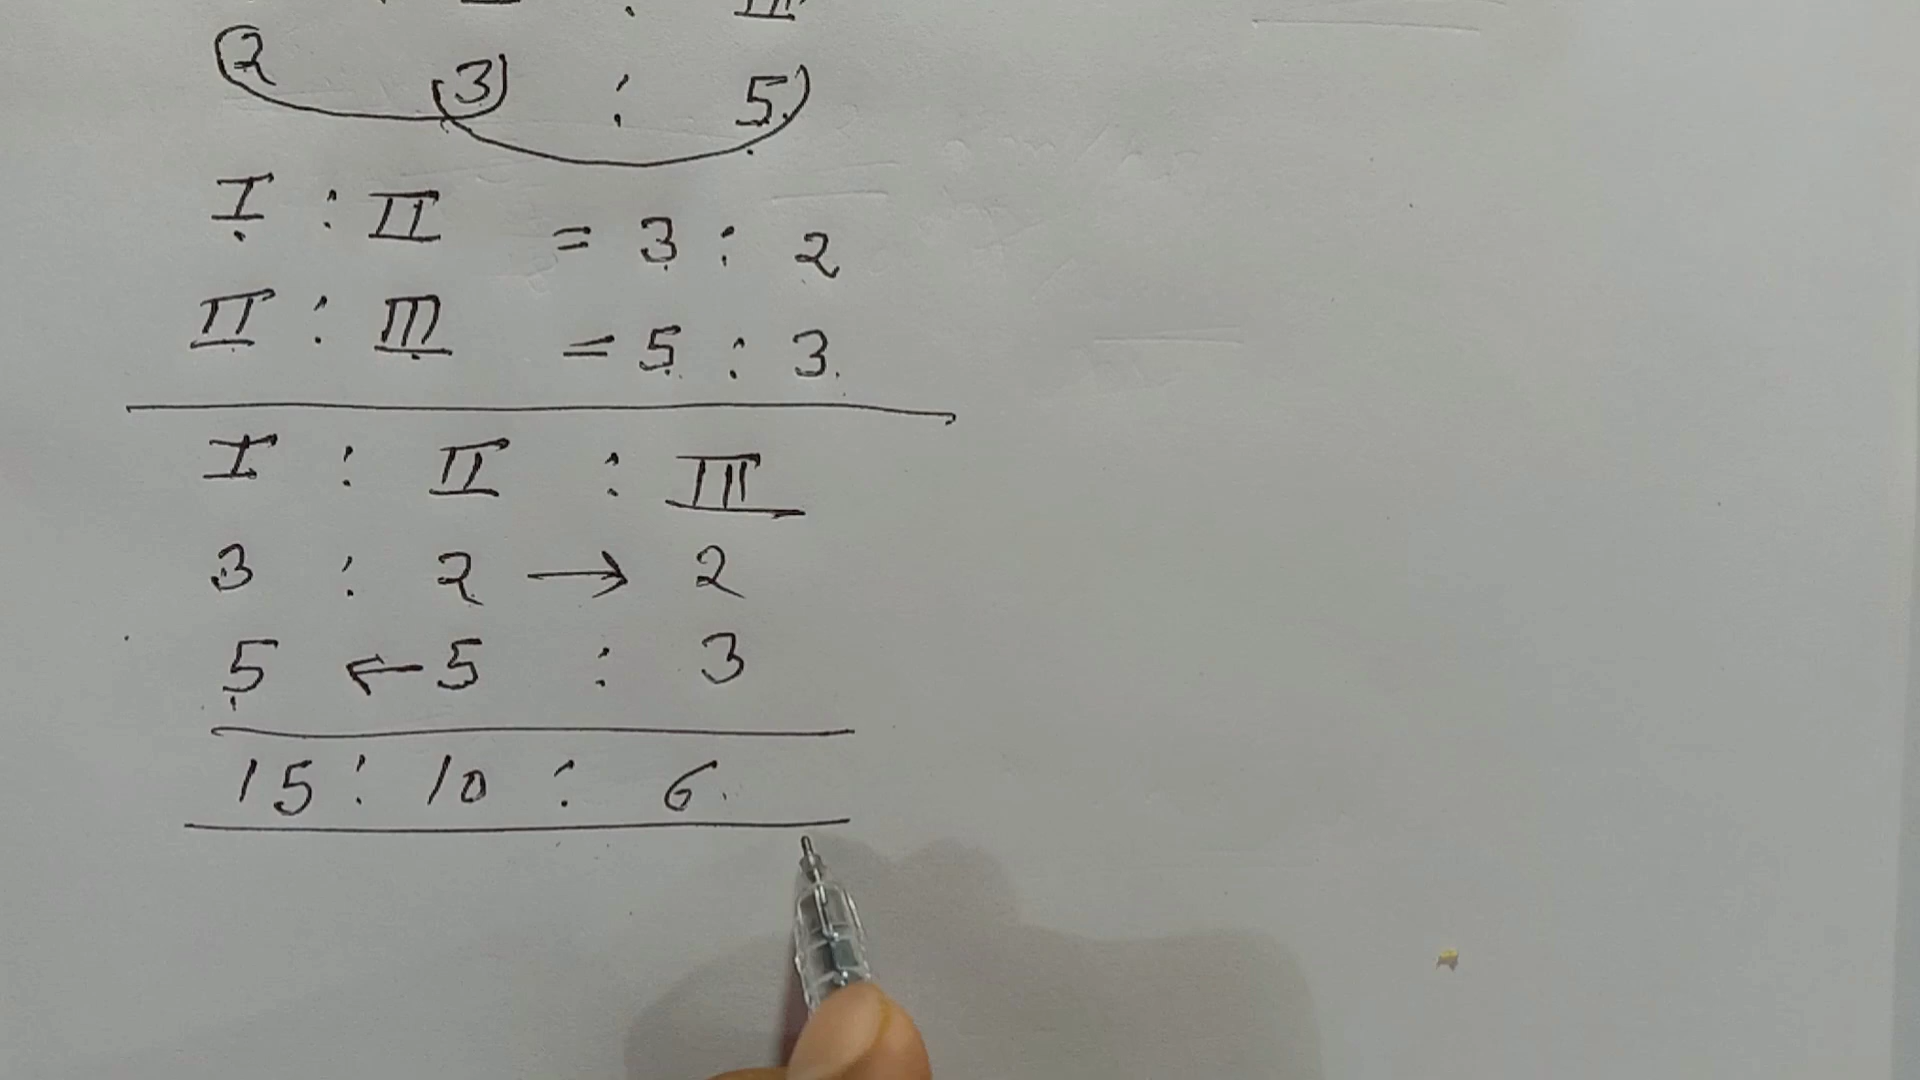 2 3 : 5
I : II = 3 : 2
II : III = 5 : 3
I : II : III
3 : 2 → 2
5 ← 5 : 3
15 : 10 : 6